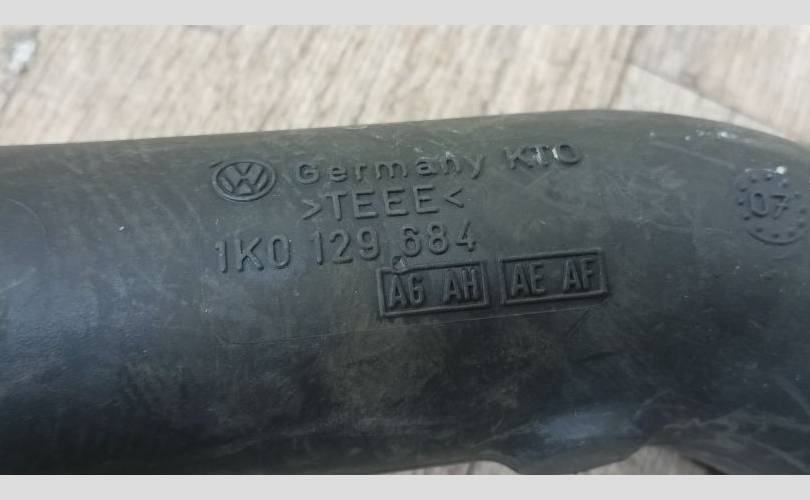 Germany KTO
>TEEE<
1K0 129 684
AG AH AE AF
07